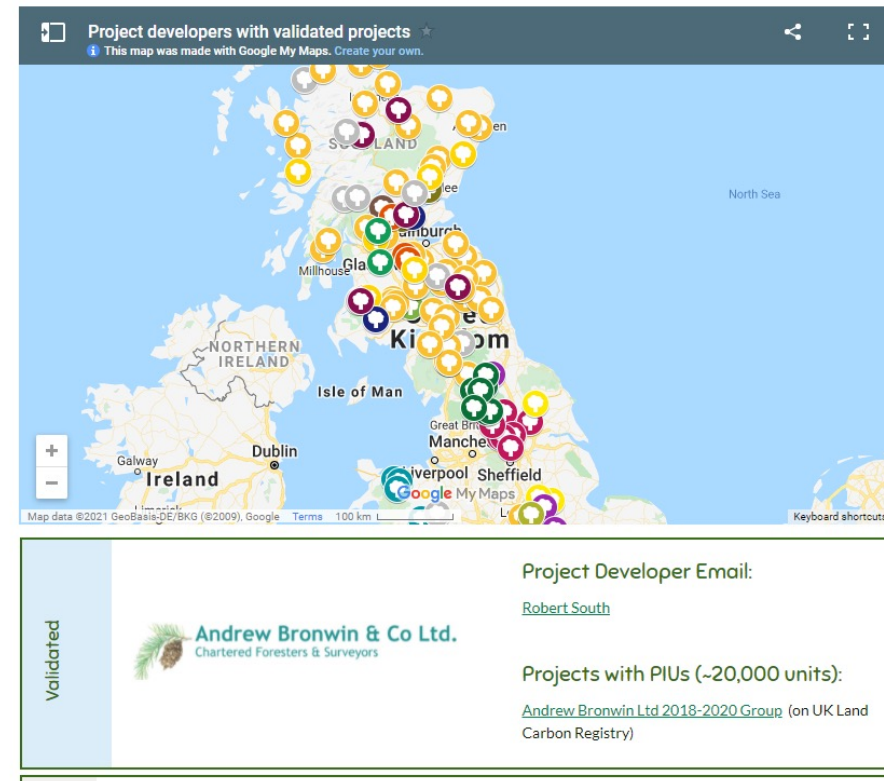 Project developers with validated projects
This map was made with Google My Maps. Create your own.
SCOTLAND
North Sea
Millhouse
NORTHERN
IRELAND
Isle of Man
Dublin
Galway
Ireland
Sheffield
Google My Maps
Map data ©2021 GeoBasis-DE/BKG (©2009), Google Terms 100 km
Keyboard shortcuts
Validated
Andrew Bronwin & Co Ltd.
Chartered Foresters & Surveyors
Project Developer Email:
Robert South
Projects with PIUs (~20,000 units):
Andrew Bronwin Ltd 2018-2020 Group (on UK Land
Carbon Registry)